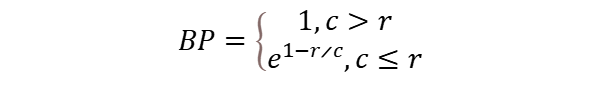 BP = { 1, c > r
e^{1−r/c}, c ≤ r